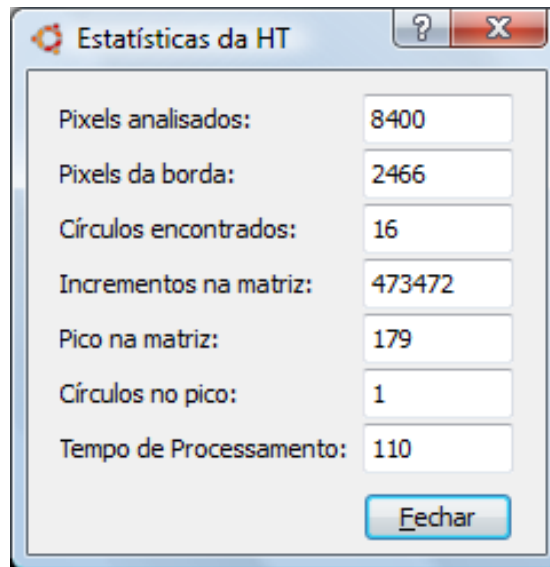 Estatísticas da HT
Pixels analisados: 8400
Pixels da borda: 2466
Círculos encontrados: 16
Incrementos na matriz: 473472
Pico na matriz: 179
Círculos no pico: 1
Tempo de Processamento: 110
Fechar